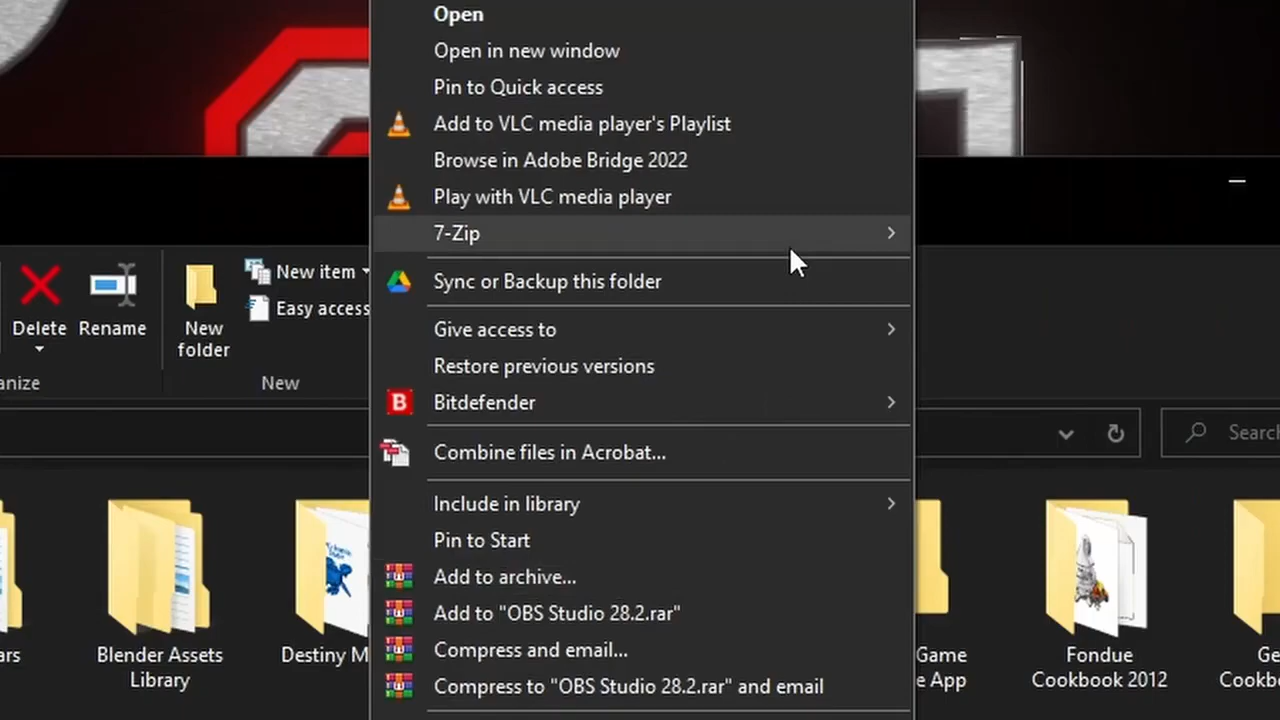 Open
Open in new window
Pin to Quick access
Add to VLC media player's Playlist
Browse in Adobe Bridge 2022
Play with VLC media player
7-Zip
Sync or Backup this folder
Give access to
Restore previous versions
Bitdefender
Combine files in Acrobat...
Include in library
Pin to Start
Add to archive...
Add to "OBS Studio 28.2.rar"
Compress and email...
Compress to "OBS Studio 28.2.rar" and email
Delete
Rename
New
folder
New item
Easy access
anize
New
Search
ars
Blender Assets
Library
Destiny M
Game
e App
Fondue
Cookbook 2012
Ge
Cookb